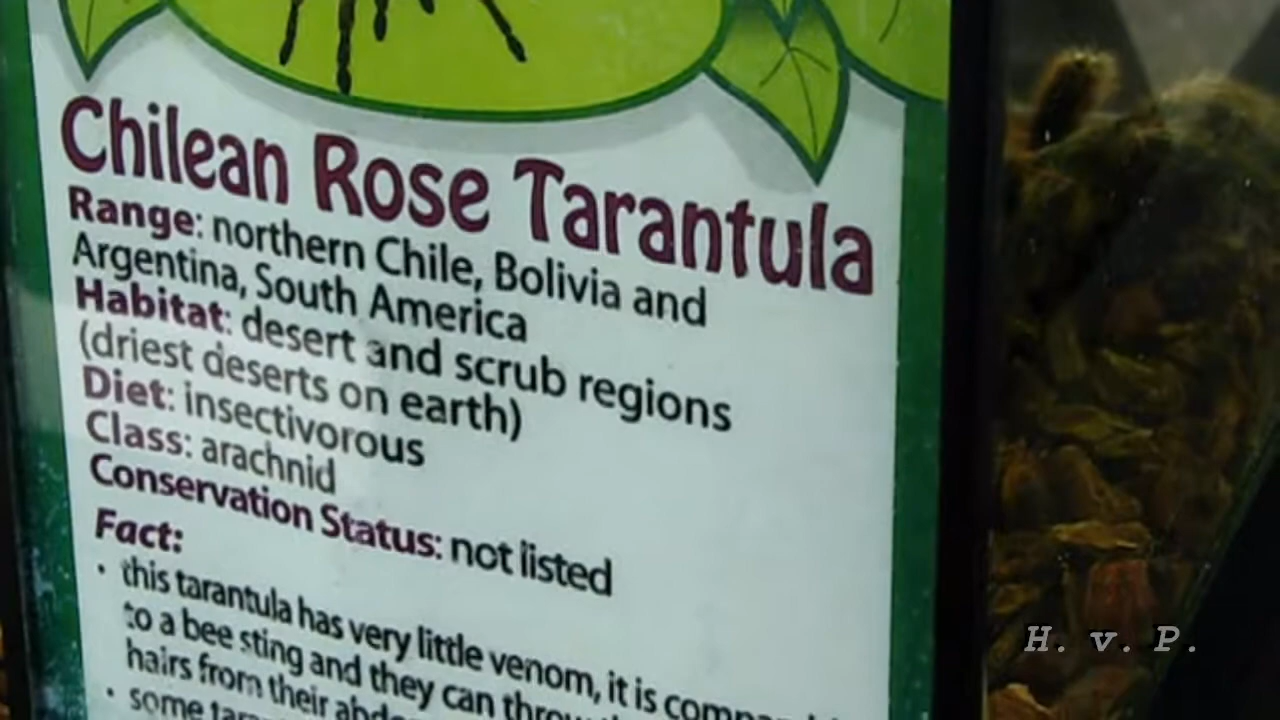 Chilean Rose Tarantula
Range: northern Chile, Bolivia and
Argentina, South America
Habitat: desert and scrub regions
(driest deserts on earth)
Diet: insectivorous
Class: arachnid
Conservation Status: not listed
Fact:
• this tarantula has very little venom, it is
to a bee sting and they can
hairs from their
• some
H. v. P.